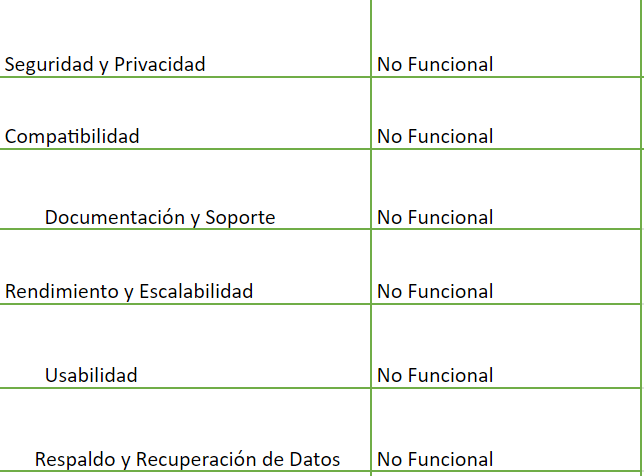 Seguridad y Privacidad No Funcional
Compatibilidad No Funcional
Documentación y Soporte No Funcional
Rendimiento y Escalabilidad No Funcional
Usabilidad No Funcional
Respaldo y Recuperación de Datos No Funcional